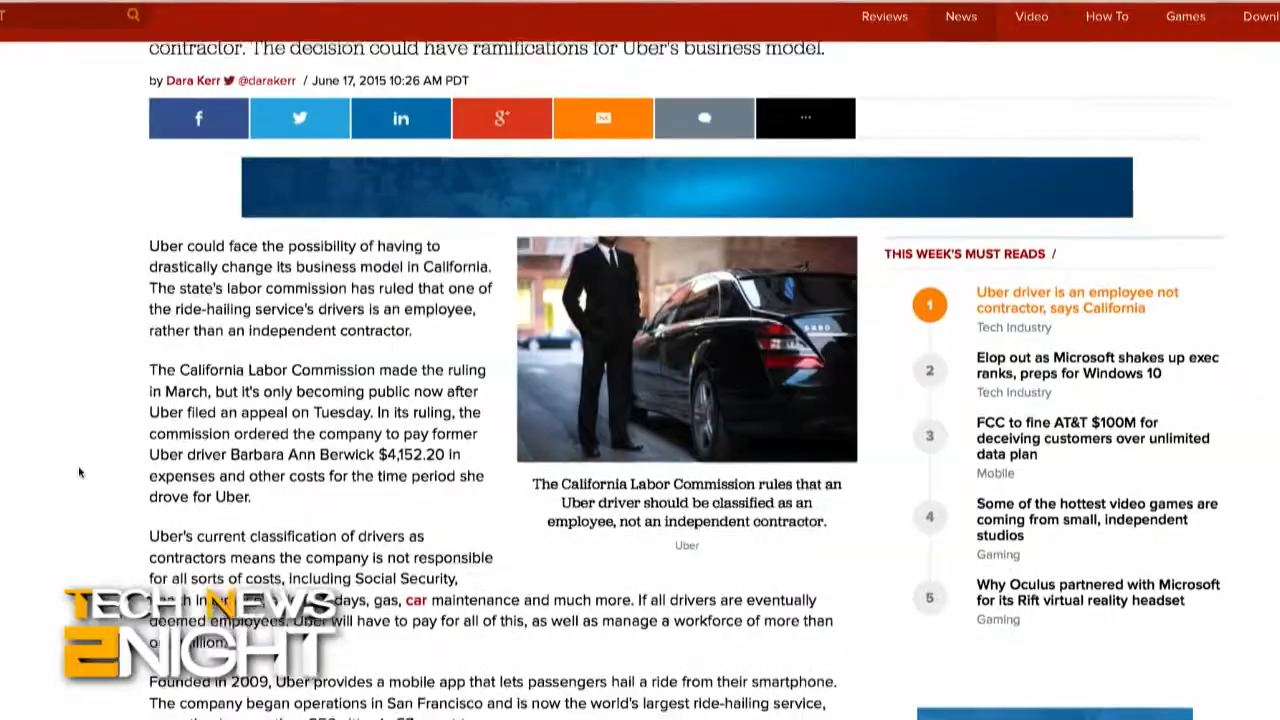 Reviews News Video How To Games
contractor. The decision could have ramifications for Uber's business model.
by Dara Kerr @darakerr / June 17, 2015 10:26 AM PDT
f in g+ ...
Uber could face the possibility of having to
drastically change its business model in California.
The state's labor commission has ruled that one of
the ride-hailing service's drivers is an employee,
rather than an independent contractor.
The California Labor Commission made the ruling
in March, but it's only becoming public now after
Uber filed an appeal on Tuesday. In its ruling, the
commission ordered the company to pay former
Uber driver Barbara Ann Berwick $4,152.20 in
expenses and other costs for the time period she
drove for Uber.
Uber's current classification of drivers as
contractors means the company is not responsible
for all sorts of costs, including Social Security,
days, gas, car maintenance and much more. If all drivers are eventually
deemed employees, Uber will have to pay for all of this, as well as manage a workforce of more than
Founded in 2009, Uber provides a mobile app that lets passengers hail a ride from their smartphone.
The company began operations in San Francisco and is now the world's largest ride-hailing service,
The California Labor Commission rules that an
Uber driver should be classified as an
employee, not an independent contractor.
Uber
THIS WEEK'S MUST READS /
1
Uber driver is an employee not
contractor, says California
Tech Industry
2
Elop out as Microsoft shakes up exec
ranks, preps for Windows 10
Tech Industry
3
FCC to fine AT&T $100M for
deceiving customers over unlimited
data plan
Mobile
4
Some of the hottest video games are
coming from small, independent
studios
Gaming
5
Why Oculus partnered with Microsoft
for its Rift virtual reality headset
Gaming
TECH NEWS
2NIGHT